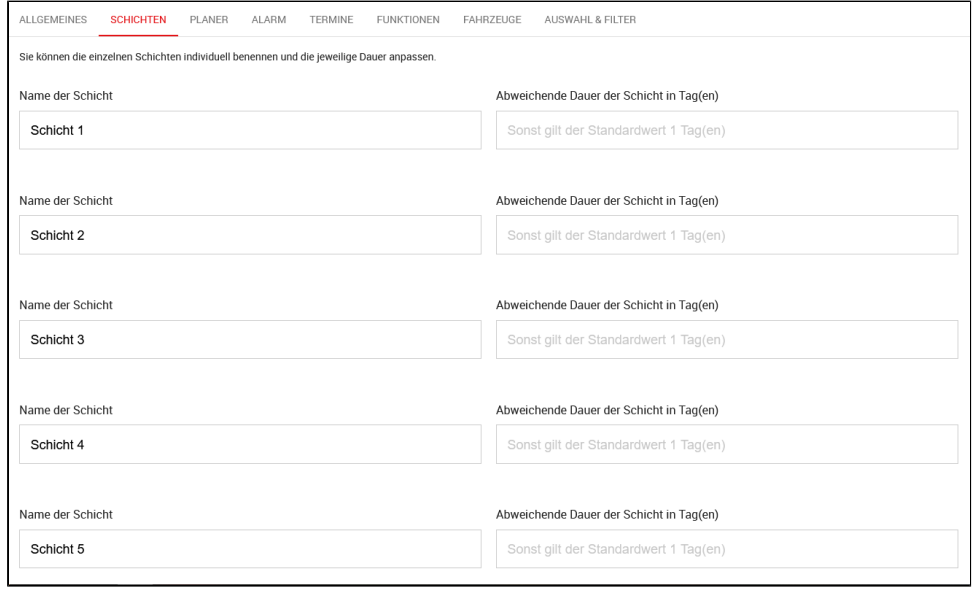 ALLGEMEINES SCHICHTEN PLANER ALARM TERMINE FUNKTIONEN FAHRZEUGE AUSWAHL & FILTER
Sie können die einzelnen Schichten individuell benennen und die jeweilige Dauer anpassen.
Name der Schicht Abweichende Dauer der Schicht in Tag(en)
Schicht 1 Sonst gilt der Standardwert 1 Tag(en)
Name der Schicht Abweichende Dauer der Schicht in Tag(en)
Schicht 2 Sonst gilt der Standardwert 1 Tag(en)
Name der Schicht Abweichende Dauer der Schicht in Tag(en)
Schicht 3 Sonst gilt der Standardwert 1 Tag(en)
Name der Schicht Abweichende Dauer der Schicht in Tag(en)
Schicht 4 Sonst gilt der Standardwert 1 Tag(en)
Name der Schicht Abweichende Dauer der Schicht in Tag(en)
Schicht 5 Sonst gilt der Standardwert 1 Tag(en)